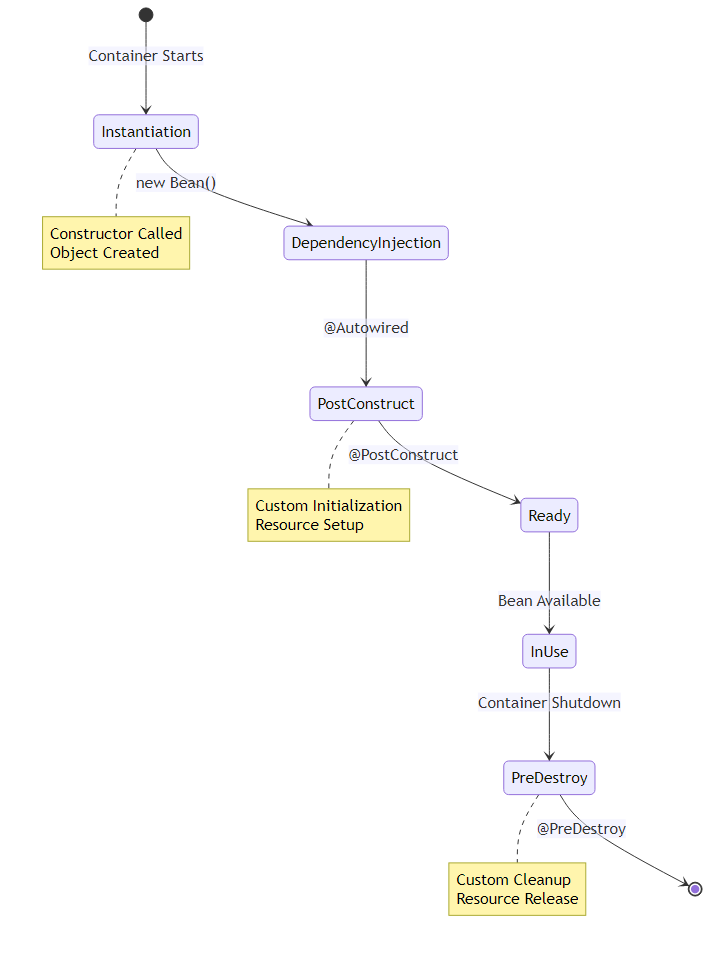 Container Starts
Instantiation
new Bean()
Constructor Called
Object Created
DependencyInjection
@Autowired
PostConstruct
@PostConstruct
Custom Initialization
Resource Setup
Ready
Bean Available
InUse
Container Shutdown
PreDestroy
@PreDestroy
Custom Cleanup
Resource Release